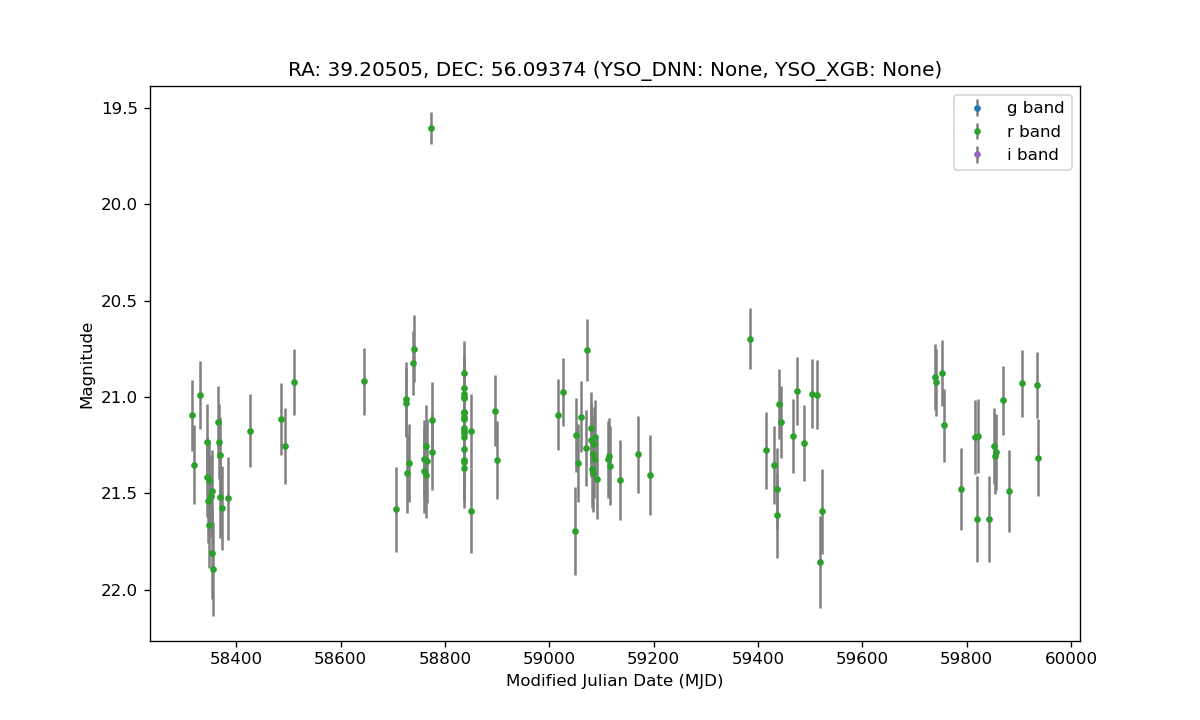 RA: 39.20505, DEC: 56.09374 (YSO_DNN: None, YSO_XGB: None)
g band
r band
i band
Magnitude
19.5
20.0
20.5
21.0
21.5
22.0
58400 58600 58800 59000 59200 59400 59600 59800 60000
Modified Julian Date (MJD)